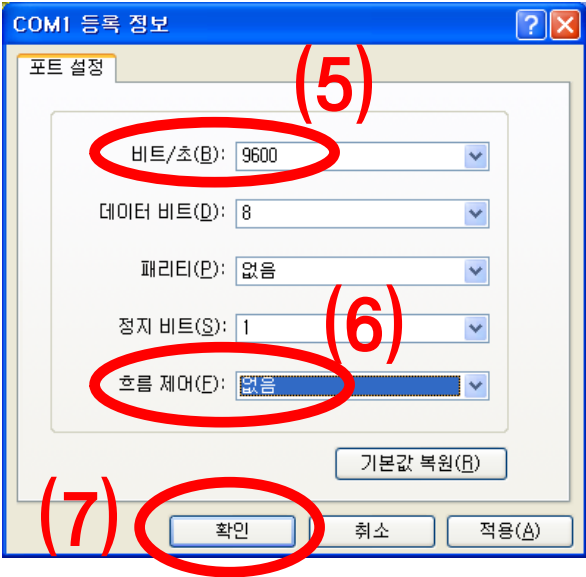 COM1 등록 정보
포트 설정
(5)
비트/초(B): 9600
데이터 비트(D): 8
패리티(P): 없음
정지 비트(S): 1
(6)
흐름 제어(F): 없음
기본값 복원(R)
(7)
확인 취소 적용(A)